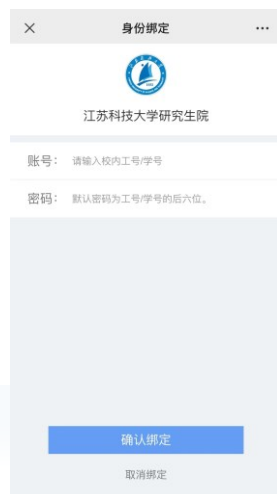 身份绑定
江苏科技大学研究生院
账号： 请输入校内工号/学号
密码： 默认密码为工号/学号的后六位。
确认绑定
取消绑定